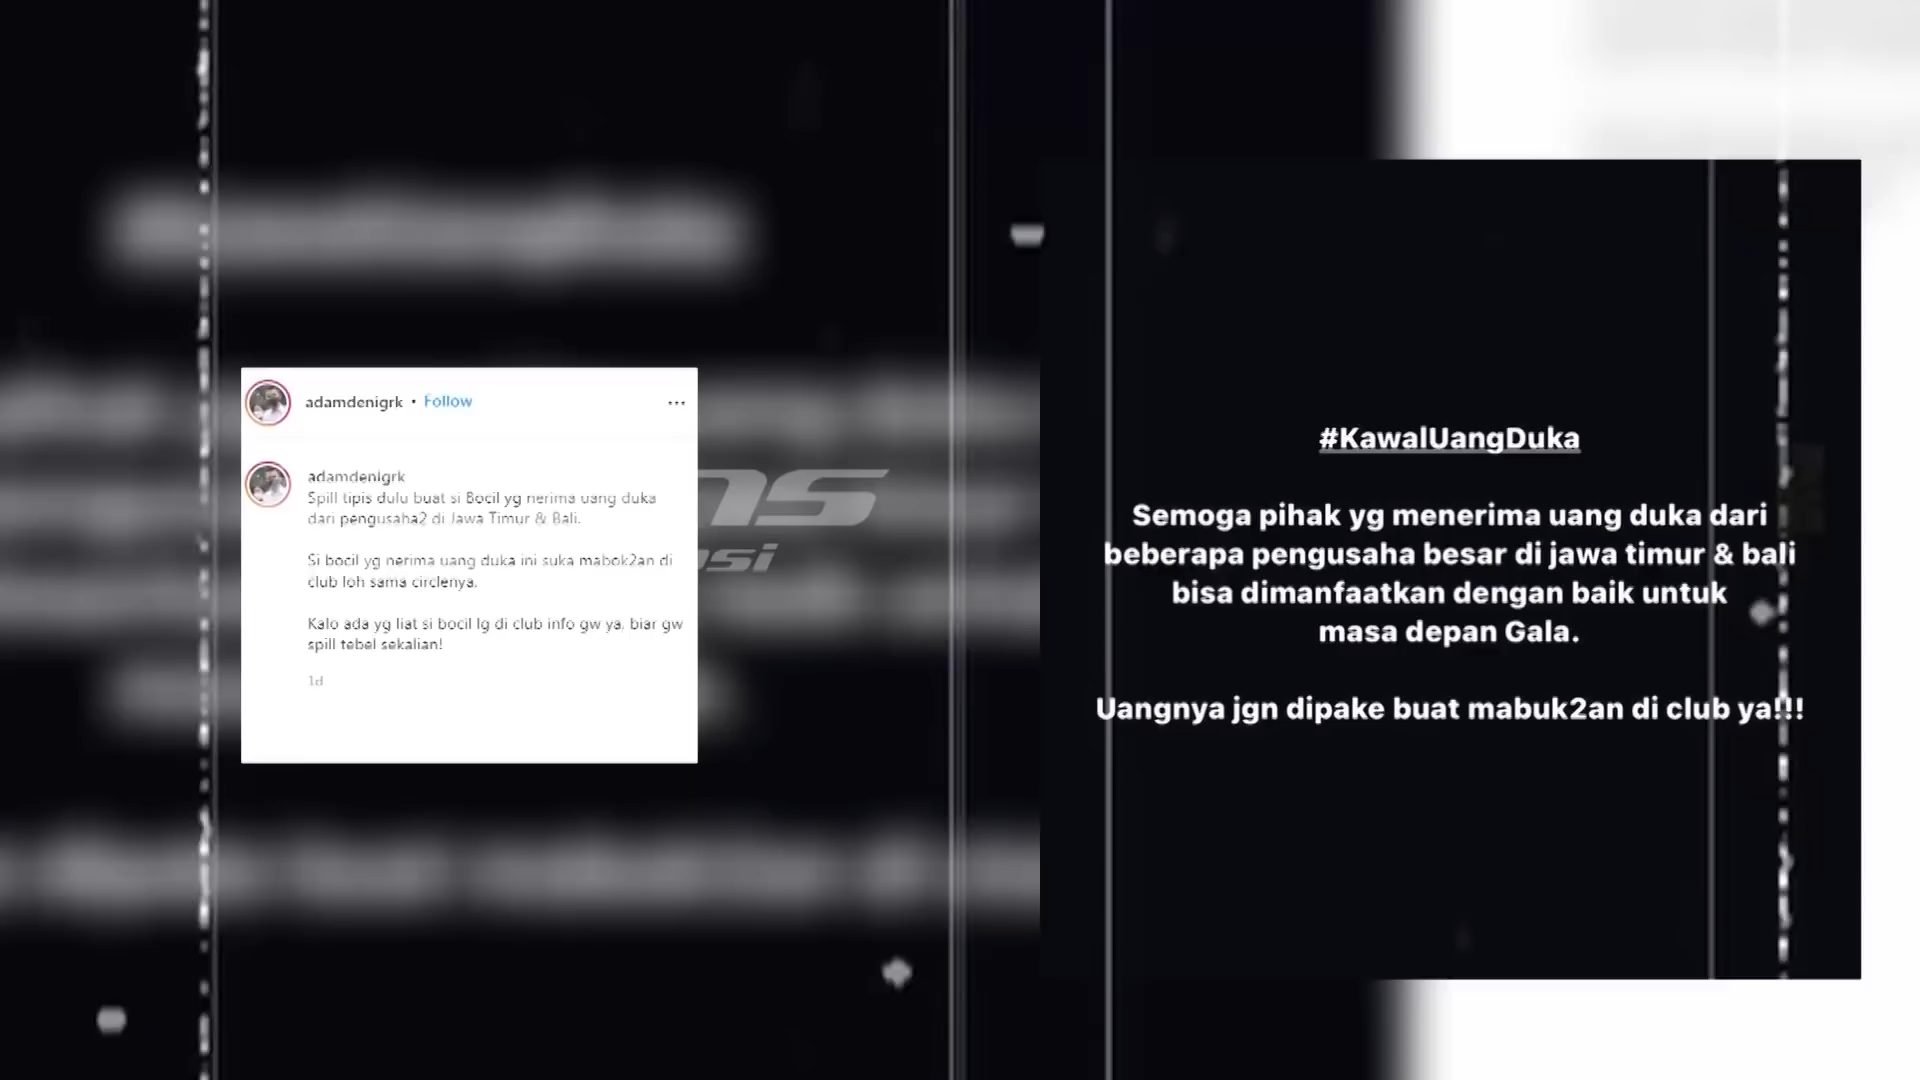 adamdenigrk • Follow
adamdenigrk
Spill tipis dulu buat si Bocil yg nerima uang duka
dari pengusaha2 di Jawa Timur & Bali.
Si bocil yg nerima uang duka ini suka mabok2an di
club loh sama circlenya.
Kalo ada yg liat si bocil lg di club info gw ya, biar gw
spill tebel sekalian!
1d
#KawalUangDuka
Semoga pihak yg menerima uang duka dari
beberapa pengusaha besar di jawa timur & bali
bisa dimanfaatkan dengan baik untuk
masa depan Gala.
Uangnya jgn dipake buat mabuk2an di club ya!!!